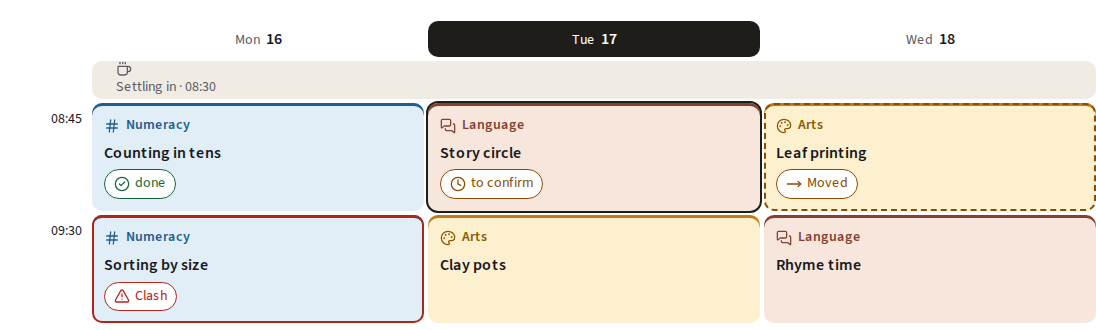 Mon 16
Tue 17
Wed 18
Settling in · 08:30
08:45
Numeracy
Counting in tens
done
Language
Story circle
to confirm
Arts
Leaf printing
Moved
09:30
Numeracy
Sorting by size
Clash
Arts
Clay pots
Language
Rhyme time